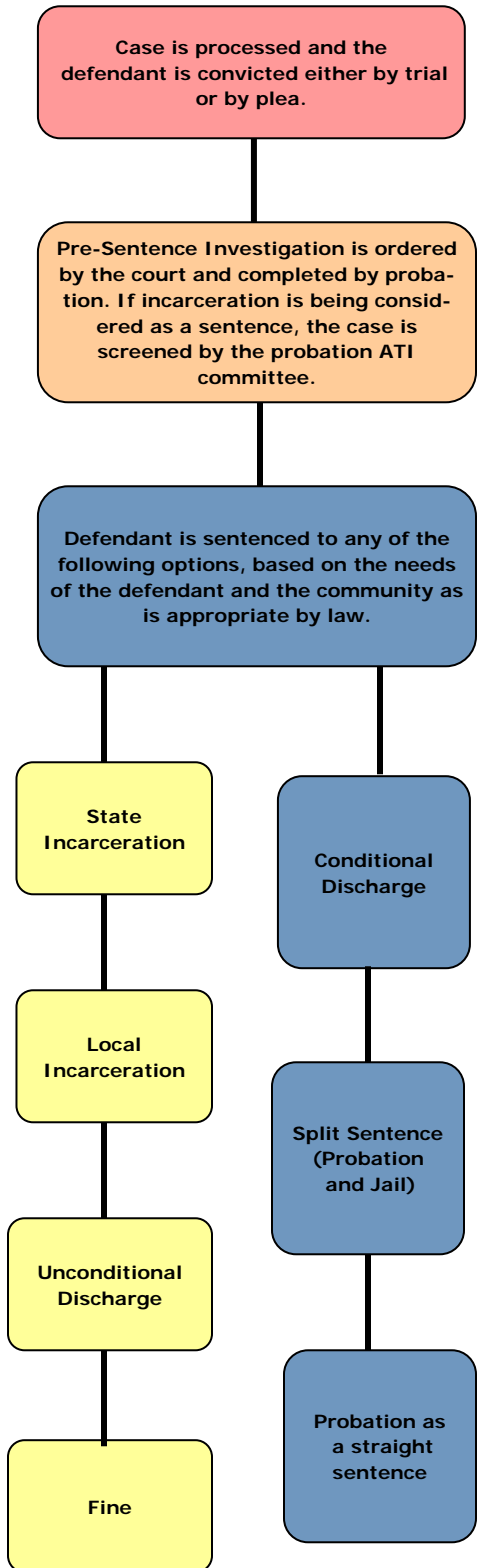 Case is processed and the
defendant is convicted either by trial
or by plea.
Pre-Sentence Investigation is ordered
by the court and completed by proba-
tion. If incarceration is being consid-
ered as a sentence, the case is
screened by the probation ATI
committee.
Defendant is sentenced to any of the
following options, based on the needs
of the defendant and the community as
is appropriate by law.
State
Incarceration
Local
Incarceration
Unconditional
Discharge
Fine
Conditional
Discharge
Split Sentence
(Probation
and Jail)
Probation as
a straight
sentence